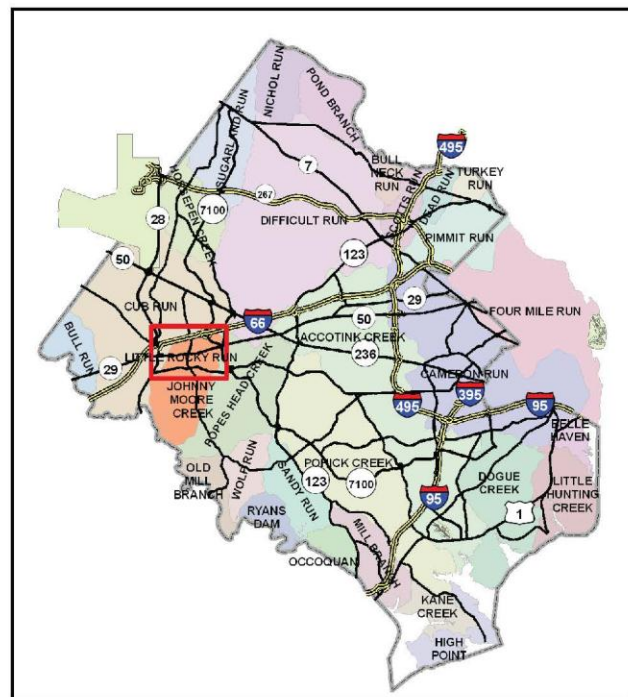 NICHOL RUN
POND BRANCH
SUGARLAND RUN
495
7
BULL
NECK
RUN
TURKEY
RUN
SCOTTS RUN
DEAD RUN
HORSEPEN CREEK
267
7100
28
DIFFICULT RUN
PIMMIT RUN
123
50
CUB RUN
29
FOUR MILE RUN
66
50
ACCOTINK CREEK
BULL RUN
LITTLE ROCKY RUN
236
29
CAMERON RUN
JOHNNY
MOORE
CREEK
POPES HEAD CREEK
395
495
95
BELLE
HAVEN
OLD
MILL
BRANCH
WOLF RUN
SANDY RUN
POHICK CREEK
123
7100
DOGUE
CREEK
LITTLE
HUNTING
CREEK
95
1
RYANS
DAM
OCCOQUAN
MILL BRANCH
KANE
CREEK
HIGH
POINT